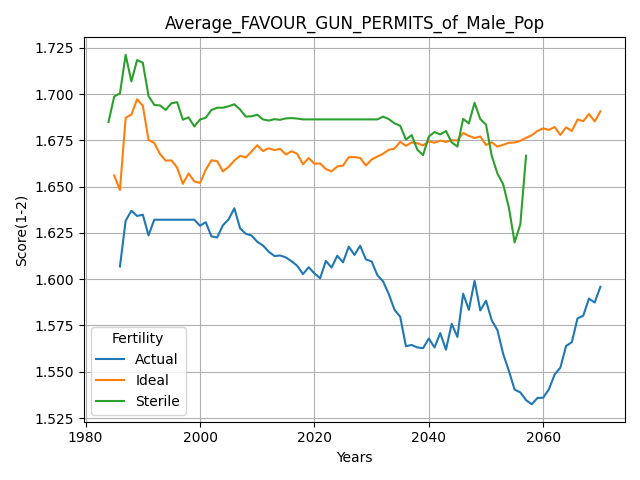 Average_FAVOUR_GUN_PERMITS_of_Male_Pop
Score(1-2)
1.725
1.700
1.675
1.650
1.625
1.600
1.575
1.550
1.525
Fertility
Actual
Ideal
Sterile
1980 2000 2020 2040 2060
Years